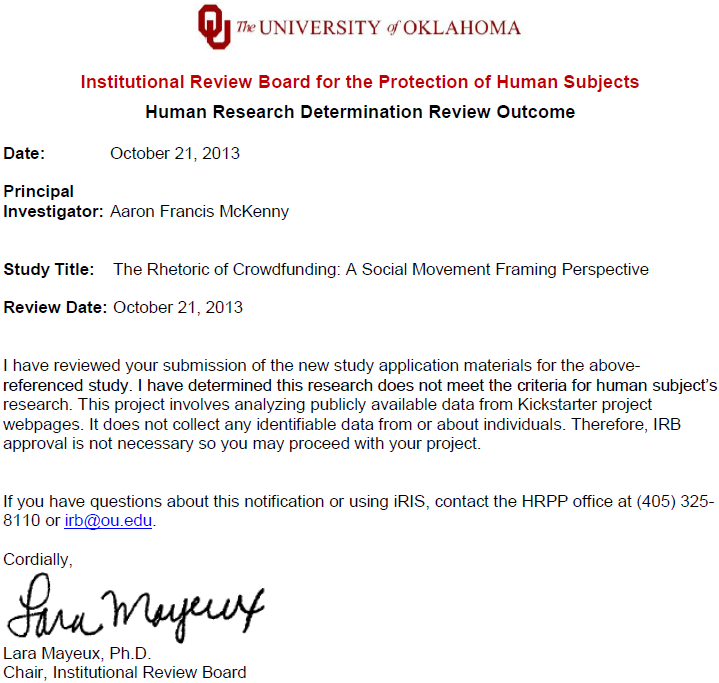 The UNIVERSITY of OKLAHOMA
Institutional Review Board for the Protection of Human Subjects
Human Research Determination Review Outcome
Date: October 21, 2013
Principal
Investigator: Aaron Francis McKenny
Study Title: The Rhetoric of Crowdfunding: A Social Movement Framing Perspective
Review Date: October 21, 2013
I have reviewed your submission of the new study application materials for the above-
referenced study. I have determined this research does not meet the criteria for human subject’s
research. This project involves analyzing publicly available data from Kickstarter project
webpages. It does not collect any identifiable data from or about individuals. Therefore, IRB
approval is not necessary so you may proceed with your project.
If you have questions about this notification or using iRIS, contact the HRPP office at (405) 325-
8110 or irb@ou.edu.
Cordially,
Lara Mayeux
Lara Mayeux, Ph.D.
Chair, Institutional Review Board